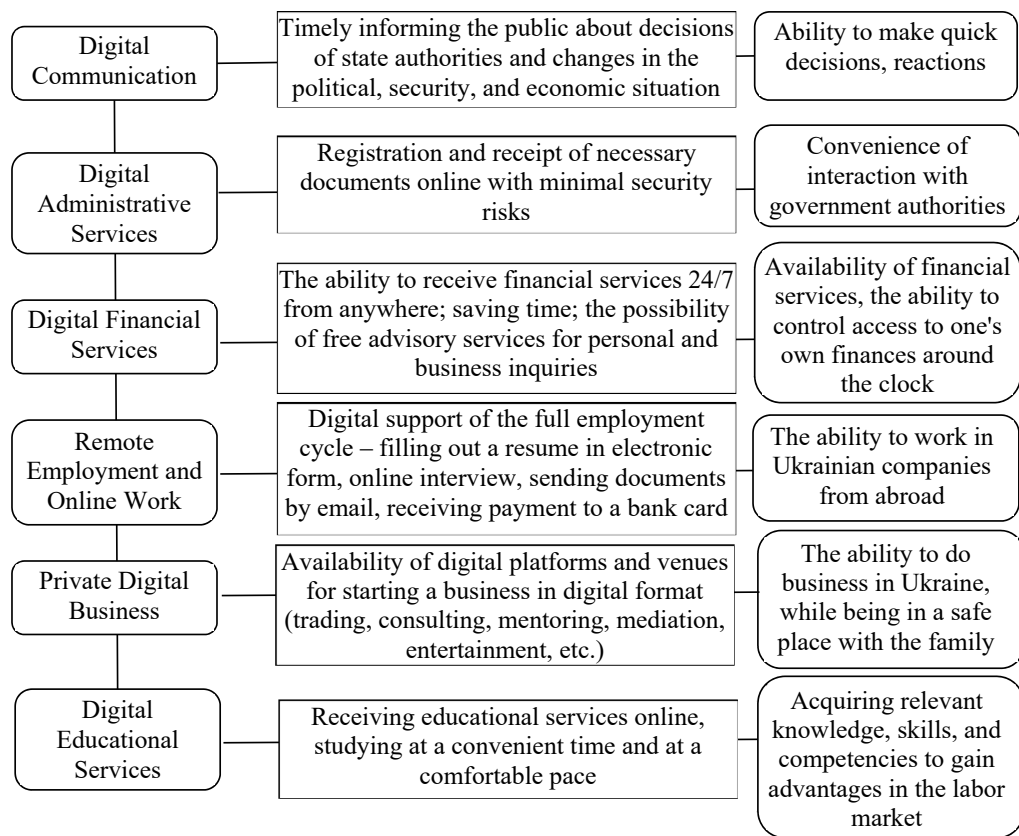 Digital
Communication
Timely informing the public about decisions
of state authorities and changes in the
political, security, and economic situation
Ability to make quick
decisions, reactions
Digital
Administrative
Services
Registration and receipt of necessary
documents online with minimal security
risks
Convenience of
interaction with
government authorities
Digital Financial
Services
The ability to receive financial services 24/7
from anywhere; saving time; the possibility
of free advisory services for personal and
business inquiries
Availability of financial
services, the ability to
control access to one's
own finances around
the clock
Remote
Employment and
Online Work
Digital support of the full employment
cycle – filling out a resume in electronic
form, online interview, sending documents
by email, receiving payment to a bank card
The ability to work in
Ukrainian companies
from abroad
Private Digital
Business
Availability of digital platforms and venues
for starting a business in digital format
(trading, consulting, mentoring, mediation,
entertainment, etc.)
The ability to do
business in Ukraine,
while being in a safe
place with the family
Digital
Educational
Services
Receiving educational services online,
studying at a convenient time and at a
comfortable pace
Acquiring relevant
knowledge, skills, and
competencies to gain
advantages in the labor
market